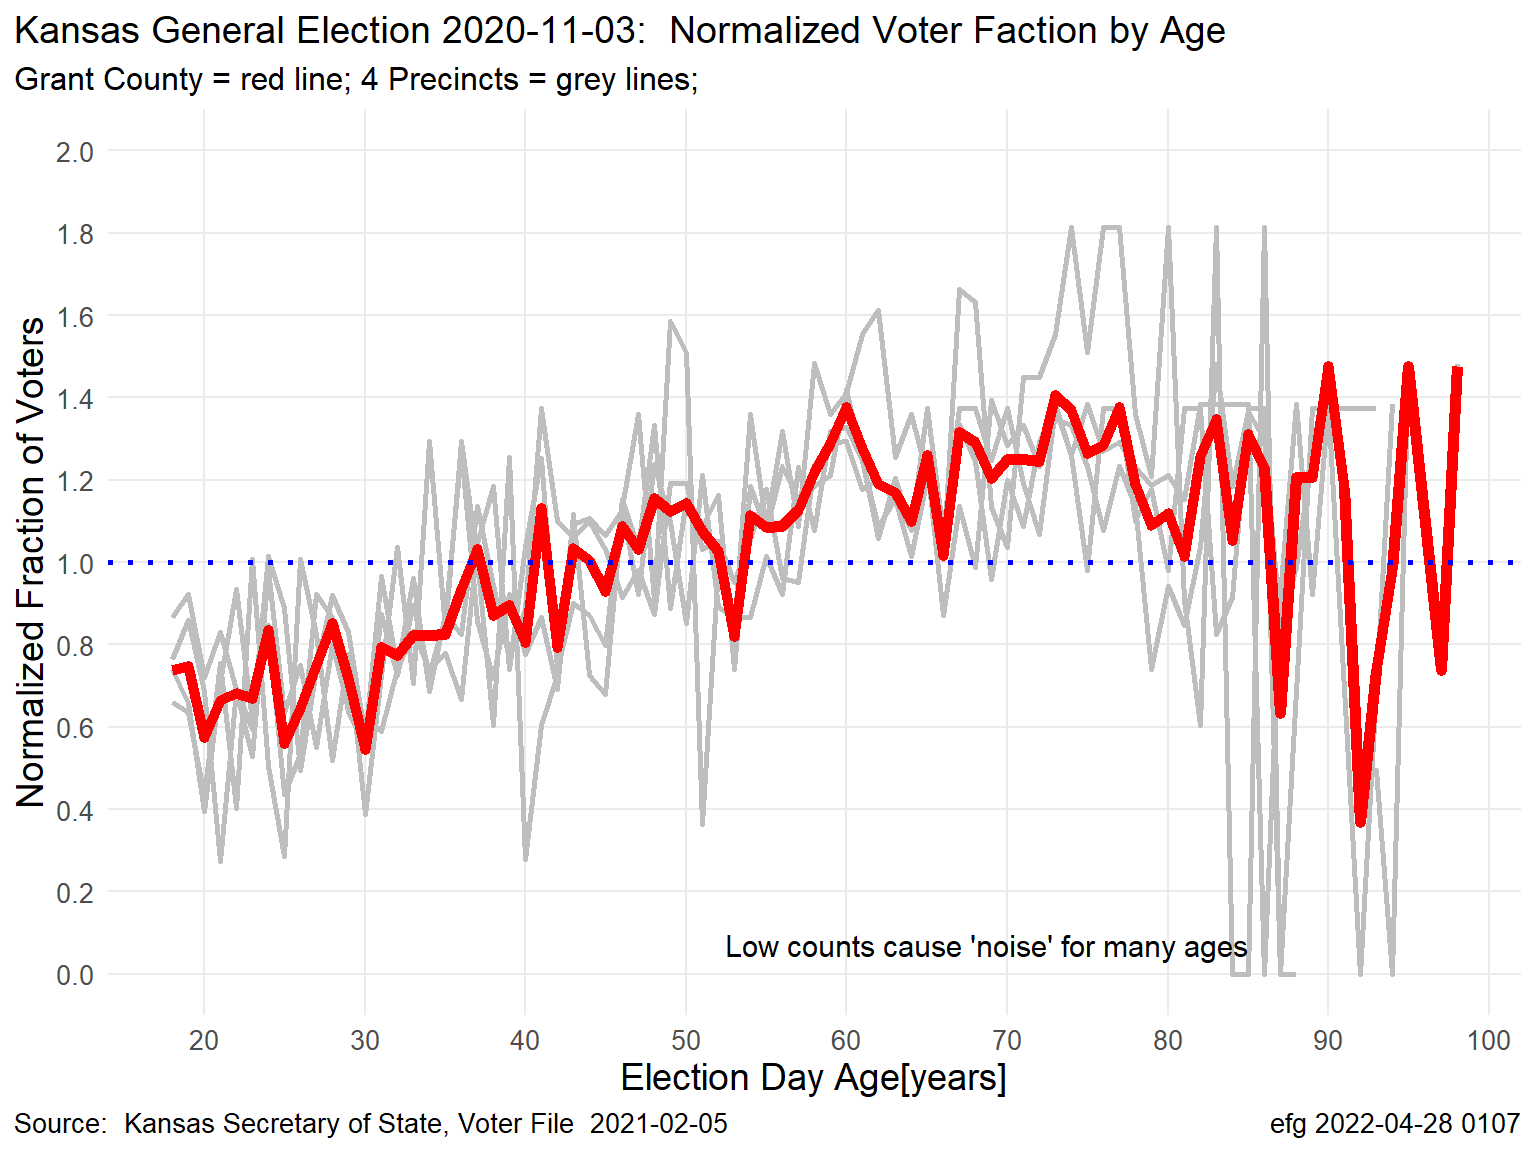 Kansas General Election 2020-11-03:  Normalized Voter Faction by Age
Grant County = red line; 4 Precincts = grey lines;
Normalized Fraction of Voters
2.0
1.8
1.6
1.4
1.2
1.0
0.8
0.6
0.4
0.2
0.0
Low counts cause 'noise' for many ages
20 30 40 50 60 70 80 90 100
Election Day Age[years]
Source:  Kansas Secretary of State, Voter File  2021-02-05
efg 2022-04-28 0107